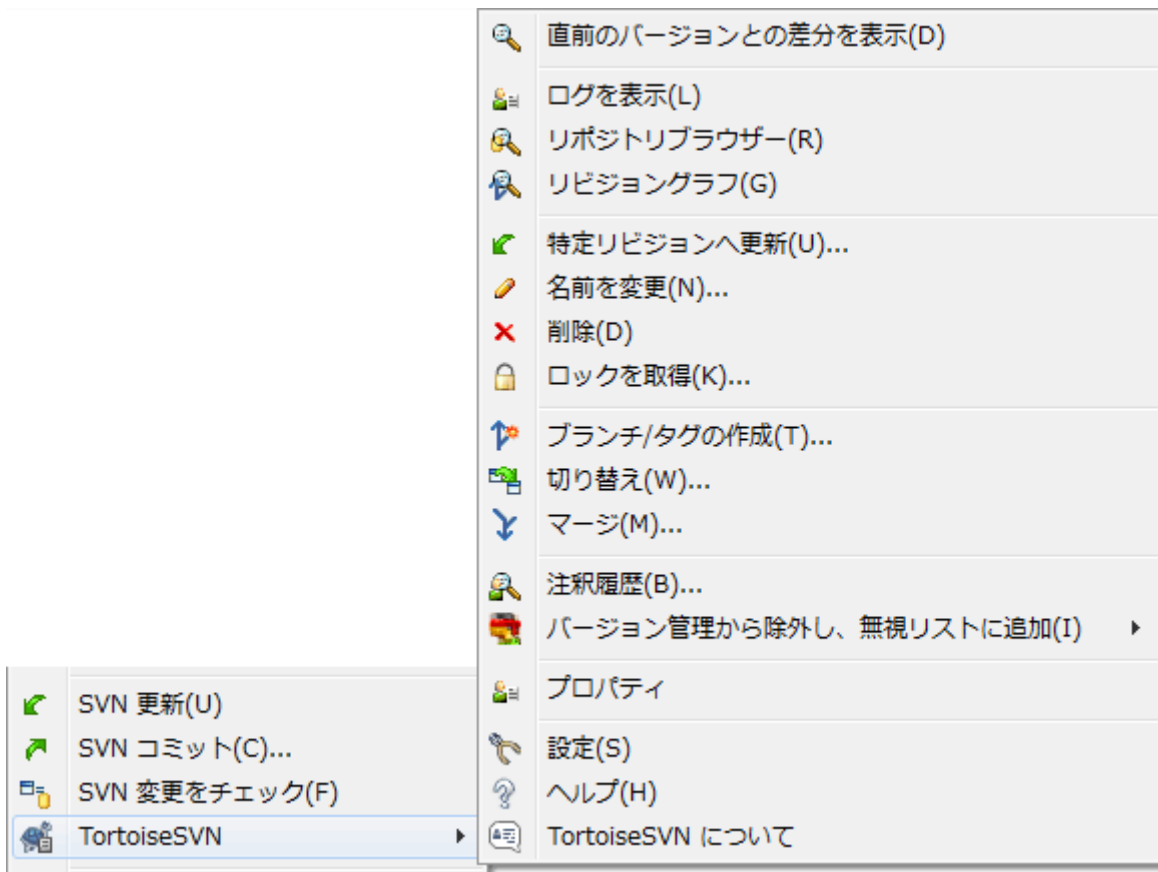 直前のバージョンとの差分を表示(D)
ログを表示(L)
リポジトリブラウザー(R)
リビジョングラフ(G)
特定リビジョンへ更新(U)...
名前を変更(N)...
削除(D)
ロックを取得(K)...
ブランチ/タグの作成(T)...
切り替え(W)...
マージ(M)...
注釈履歴(B)...
バージョン管理から除外し、無視リストに追加(I)
プロパティ
設定(S)
ヘルプ(H)
TortoiseSVN について
SVN 更新(U)
SVN コミット(C)...
SVN 変更をチェック(F)
TortoiseSVN